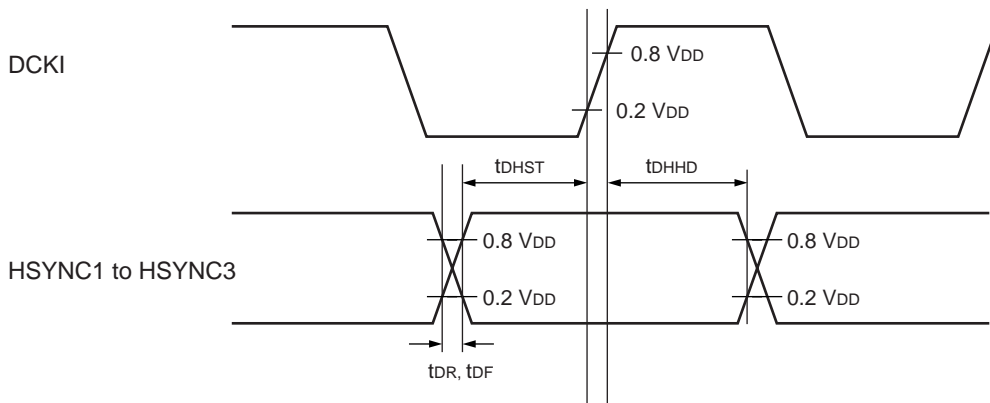 DCKI
0.8 VDD
0.2 VDD
tDHST
tDHHD
HSYNC1 to HSYNC3
0.8 VDD
0.8 VDD
0.2 VDD
0.2 VDD
tDR, tDF